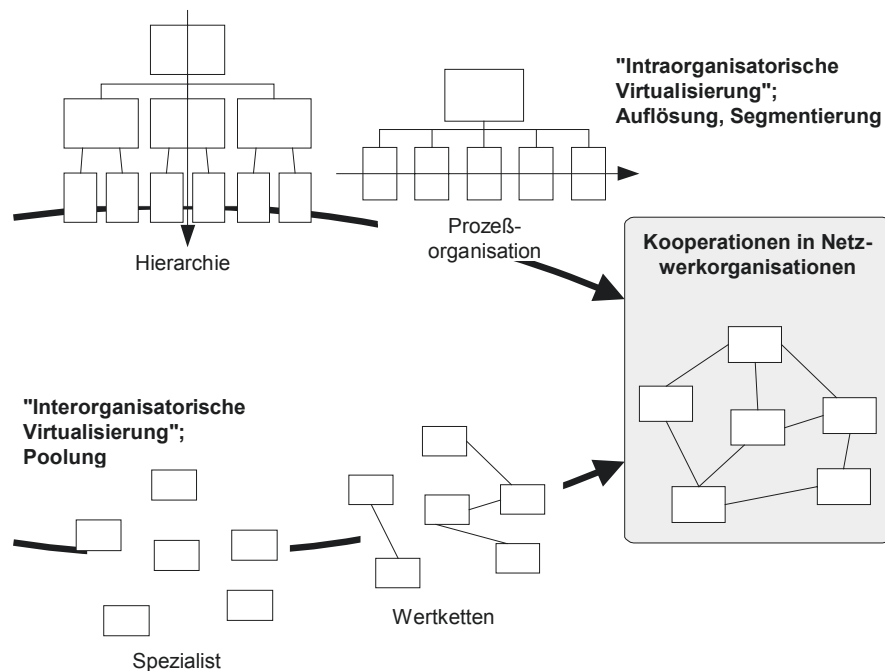 "Intraorganisatorische
Virtualisierung";
Auflösung, Segmentierung
Hierarchie
Prozeß-
organisation
Kooperationen in Netz-
werkorganisationen
"Interorganisatorische
Virtualisierung";
Poolung
Wertketten
Spezialist